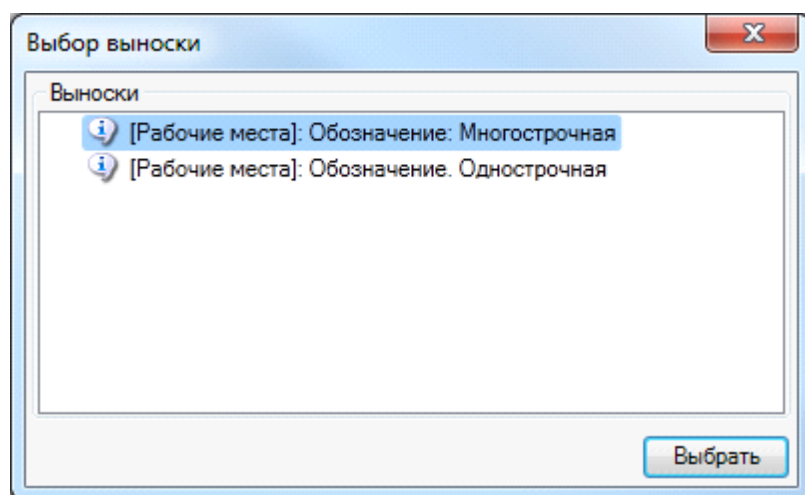 Выбор выноски
Выноски
[Рабочие места]: Обозначение: Многострочная
[Рабочие места]: Обозначение. Однострочная
Выбрать